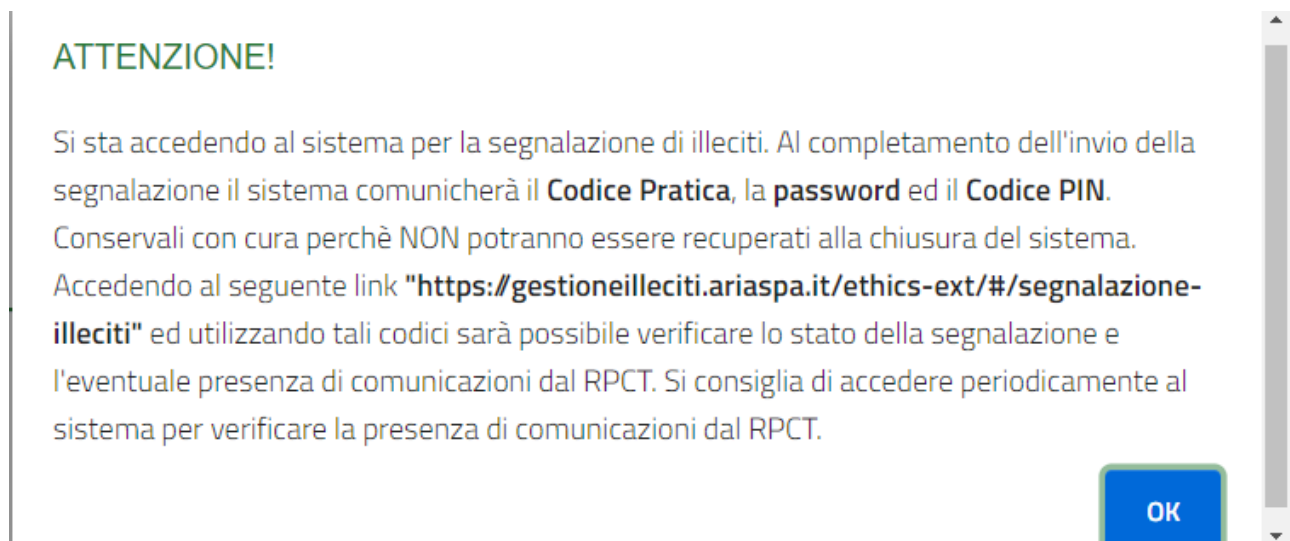 ATTENZIONE!
Si sta accedendo al sistema per la segnalazione di illeciti. Al completamento dell'invio della
segnalazione il sistema comunicherà il Codice Pratica, la password ed il Codice PIN.
Conservali con cura perchè NON potranno essere recuperati alla chiusura del sistema.
Accedendo al seguente link "https://gestioneilleciti.ariaspa.it/ethics-ext/#/segnalazione-
illeciti" ed utilizzando tali codici sarà possibile verificare lo stato della segnalazione e
l'eventuale presenza di comunicazioni dal RPCT. Si consiglia di accedere periodicamente al
sistema per verificare la presenza di comunicazioni dal RPCT.
OK